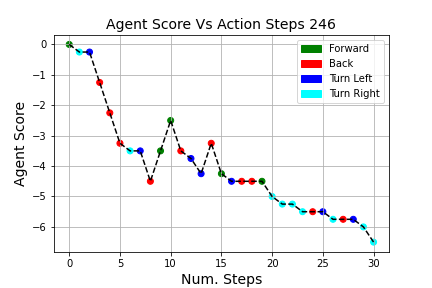 Agent Score Vs Action Steps 246
Agent Score
0
−1
−2
−3
−4
−5
−6
Forward
Back
Turn Left
Turn Right
0 5 10 15 20 25 30
Num. Steps